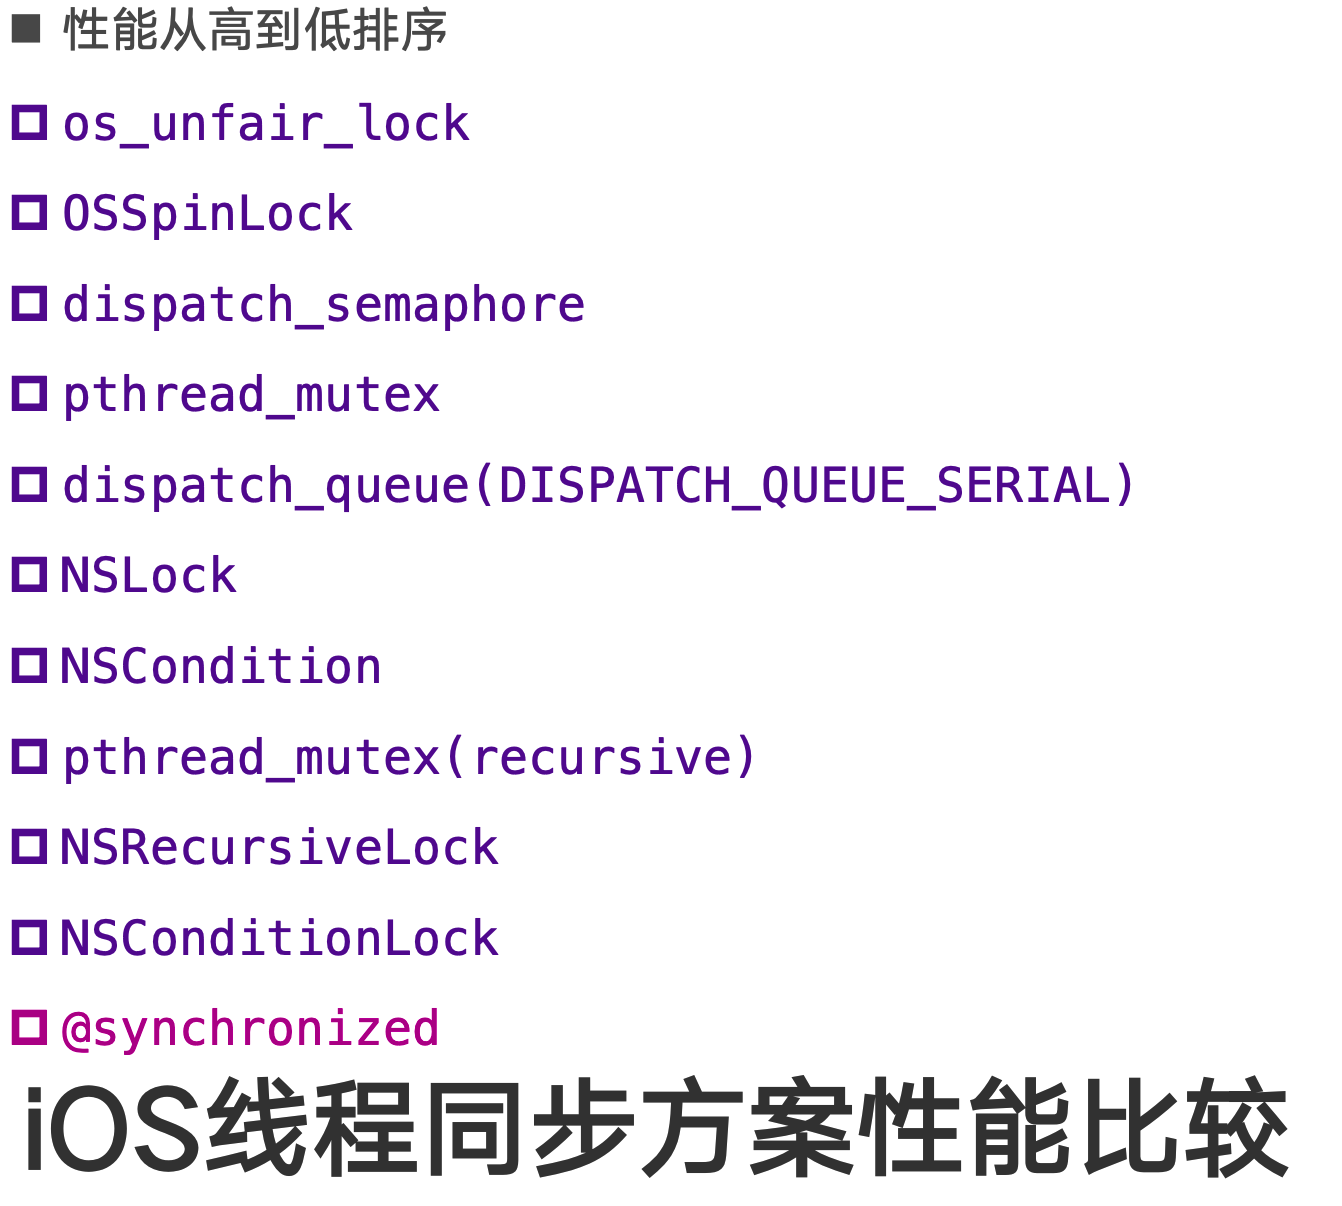 性能从高到低排序
os_unfair_lock
OSSpinLock
dispatch_semaphore
pthread_mutex
dispatch_queue(DISPATCH_QUEUE_SERIAL)
NSLock
NSCondition
pthread_mutex(recursive)
NSRecursiveLock
NSConditionLock
@synchronized
iOS线程同步方案性能比较